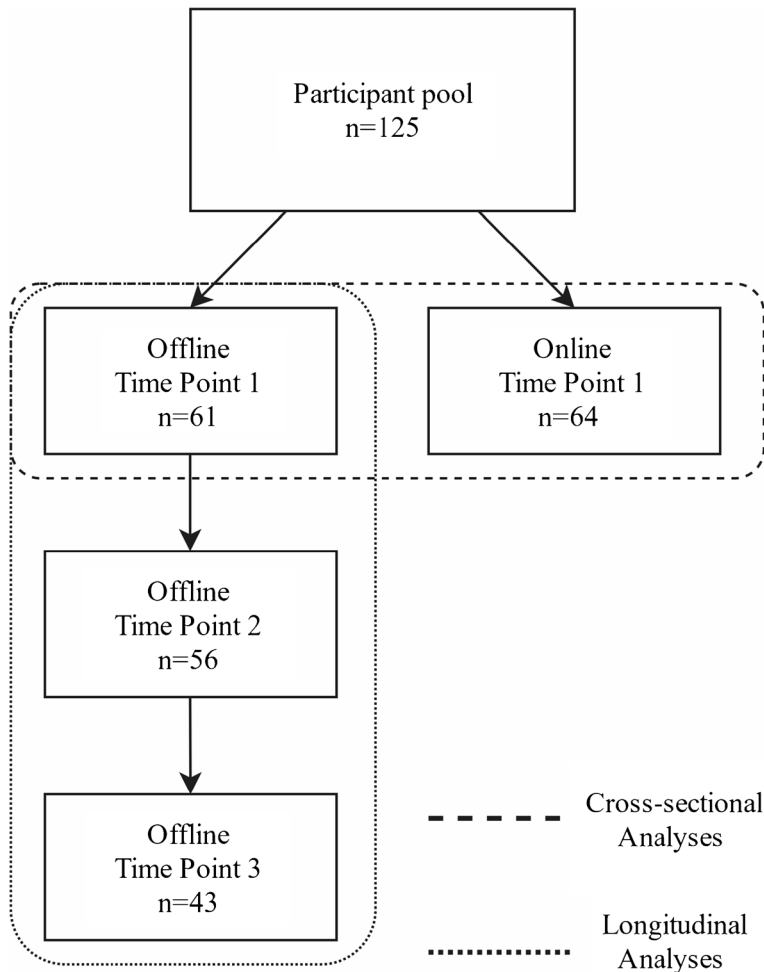 Participant pool
n=125
Offline
Time Point 1
n=61
Online
Time Point 1
n=64
Offline
Time Point 2
n=56
Offline
Time Point 3
n=43
Cross-sectional
Analyses
Longitudinal
Analyses